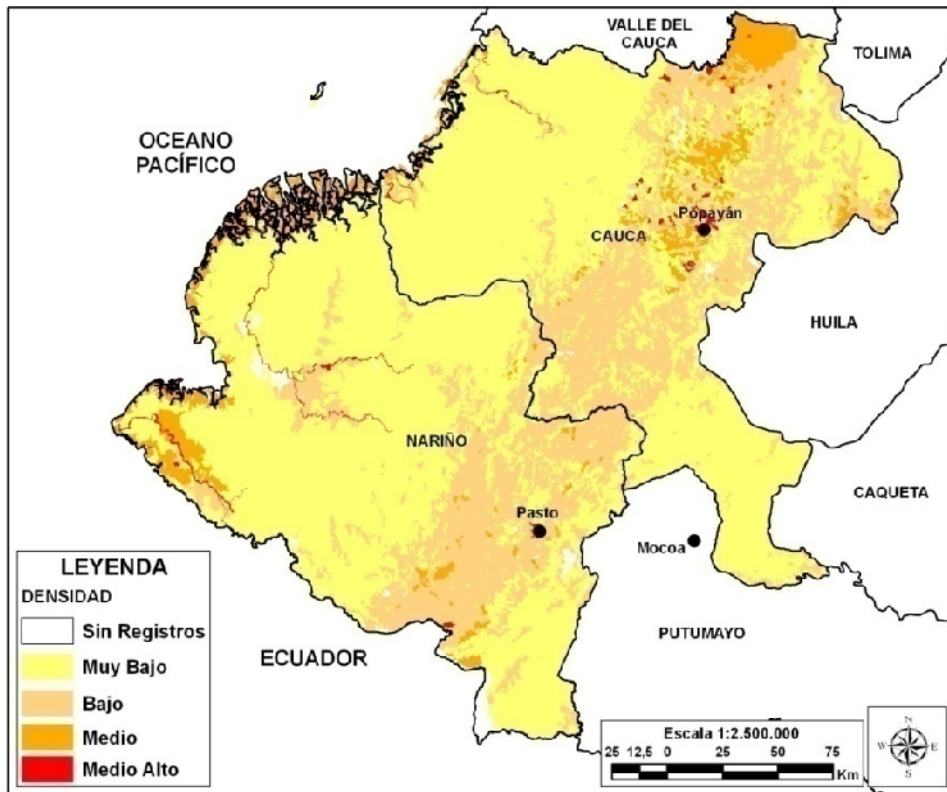 VALLE DEL
CAUCA
TOLIMA
OCEANO
PACÍFICO
Popayán
CAUCA
HUILA
NARIÑO
CAQUETA
Pasto
Mocoa
PUTUMAYO
ECUADOR
LEYENDA
DENSIDAD
Sin Registros
Muy Bajo
Bajo
Medio
Medio Alto
Escala 1:2.500.000
25 12,5 0 25 50 75
Km
N
W E
S